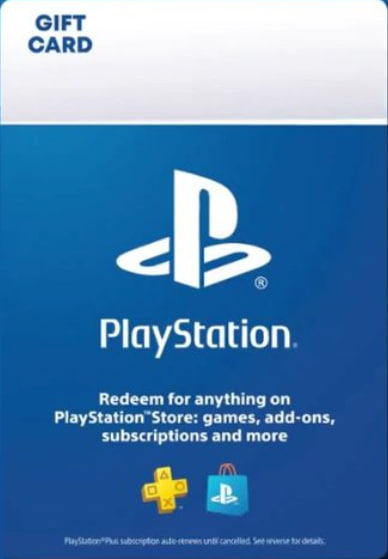 GIFT
CARD
PlayStation®
Redeem for anything on
PlayStation™Store: games, add-ons,
subscriptions and more
PlayStation®Plus subscription auto-renews until cancelled. See reverse for details.